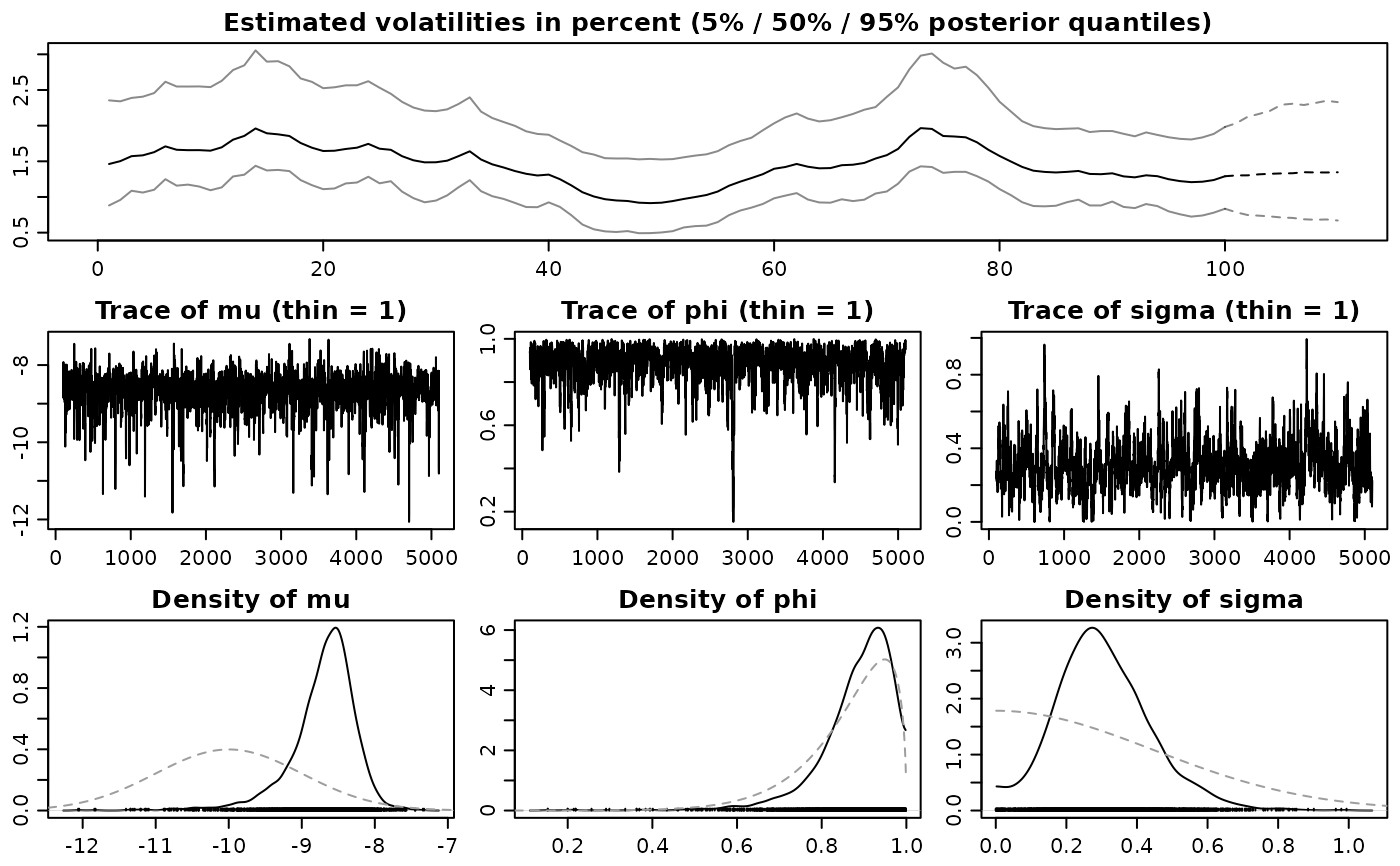 Estimated volatilities in percent (5% / 50% / 95% posterior quantiles)
0.5 1.5 2.5
0 20 40 60 80 100
Trace of mu (thin = 1)
-12 -10 -9 -8
0 1000 2000 3000 4000 5000
Trace of phi (thin = 1)
0.2 0.6 1.0
0 1000 2000 3000 4000 5000
Trace of sigma (thin = 1)
0.0 0.4 0.8
0 1000 2000 3000 4000 5000
Density of mu
0.0 0.4 0.8 1.2
-12 -11 -10 -9 -8 -7
Density of phi
0 2 4 6
0.2 0.4 0.6 0.8 1.0
Density of sigma
0.0 1.0 2.0 3.0
0.0 0.2 0.4 0.6 0.8 1.0